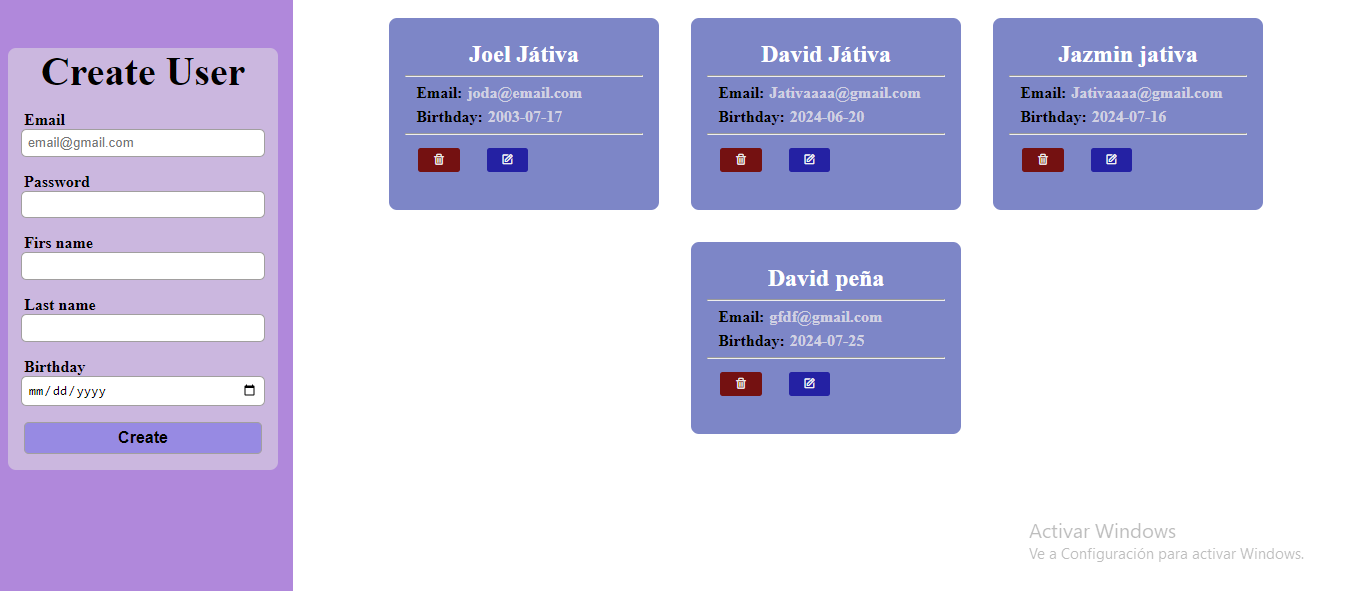 Create User
Email
email@gmail.com
Password
Firs name
Last name
Birthday
mm/dd/yyyy
Create
Joel Játiva
Email: joda@email.com
Birthday: 2003-07-17
David Játiva
Email: Jativaaaa@gmail.com
Birthday: 2024-06-20
Jazmin jativa
Email: Jativaaaa@gmail.com
Birthday: 2024-07-16
David peña
Email: gfdf@gmail.com
Birthday: 2024-07-25
Activar Windows
Ve a Configuración para activar Windows.